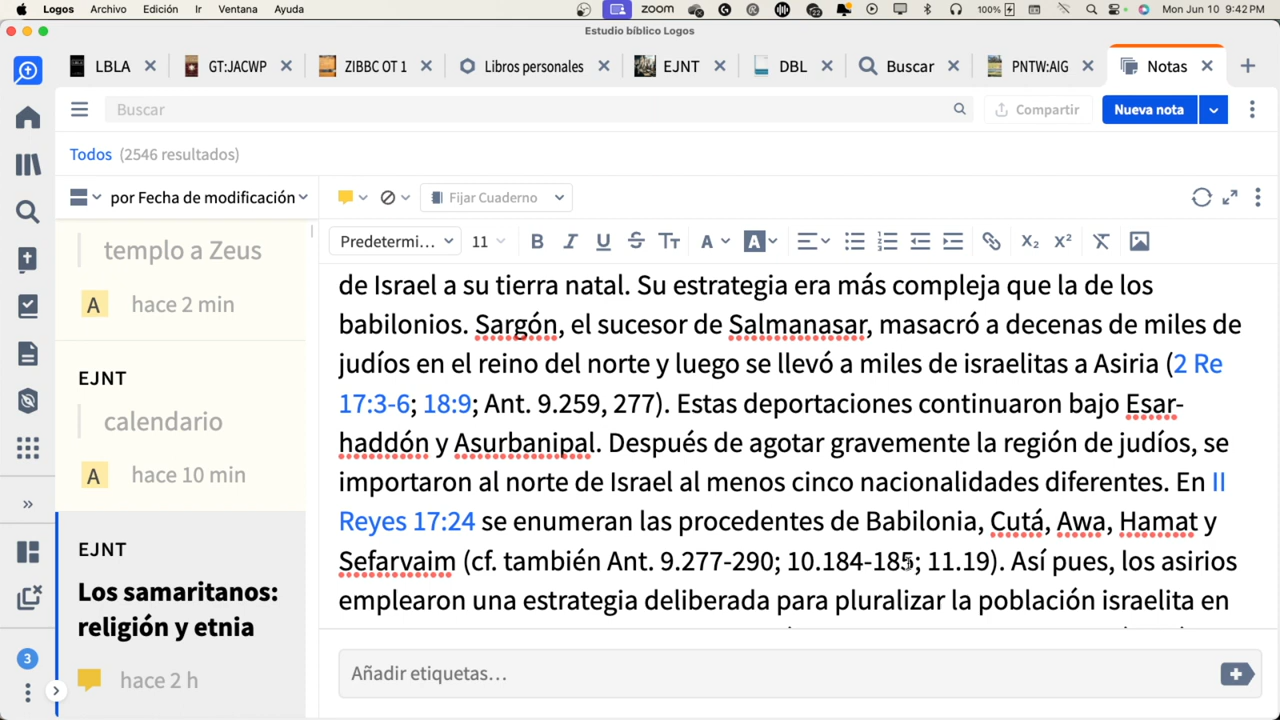 Logos Archivo Edición Ir Ventana Ayuda zoom 100% Mon Jun 10 9:42 PM
Estudio bíblico Logos
LBLA GT:JACWP ZIBBC OT 1 Libros personales EJNT DBL Buscar PNTW:AIG Notas
Buscar Compartir Nueva nota
Todos (2546 resultados)
por Fecha de modificación Fijar Cuaderno
Predetermi... 11 B I U S TT A A X₂ X²
templo a Zeus
A hace 2 min
EJNT
calendario
A hace 10 min
EJNT
Los samaritanos:
religión y etnia
hace 2 h
3
de Israel a su tierra natal. Su estrategia era más compleja que la de los
babilonios. Sargón, el sucesor de Salmanasar, masacró a decenas de miles de
judíos en el reino del norte y luego se llevó a miles de israelitas a Asiria (2 Re
17:3-6; 18:9; Ant. 9.259, 277). Estas deportaciones continuaron bajo Esar-
haddón y Asurbanipal. Después de agotar gravemente la región de judíos, se
importaron al norte de Israel al menos cinco nacionalidades diferentes. En II
Reyes 17:24 se enumeran las procedentes de Babilonia, Cutá, Awa, Hamat y
Sefarvaim (cf. también Ant. 9.277-290; 10.184-185; 11.19). Así pues, los asirios
emplearon una estrategia deliberada para pluralizar la población israelita en
Añadir etiquetas...